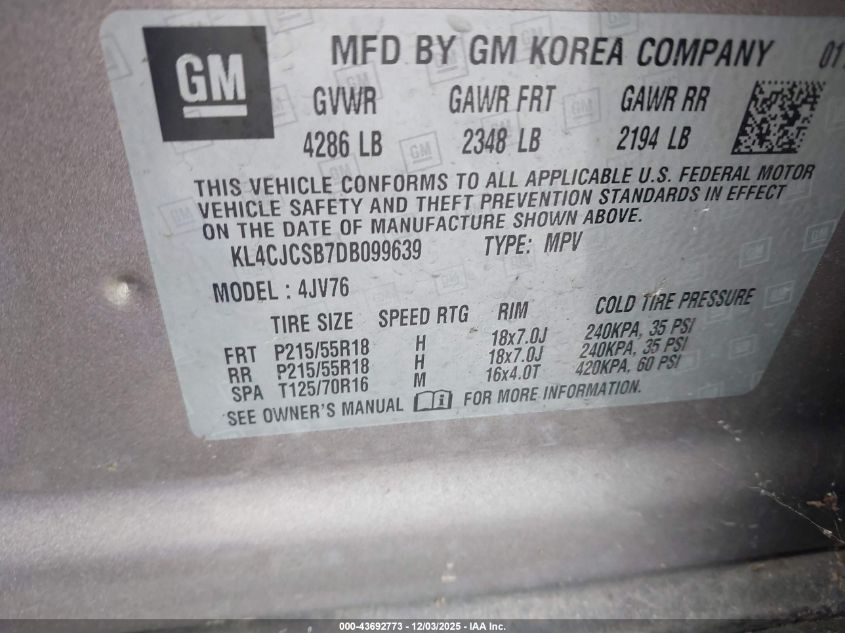 GM MFD BY GM KOREA COMPANY 01
GVWR GAWR FRT GAWR RR
4286 LB 2348 LB 2194 LB
THIS VEHICLE CONFORMS TO ALL APPLICABLE U.S. FEDERAL MOTOR
VEHICLE SAFETY AND THEFT PREVENTION STANDARDS IN EFFECT
ON THE DATE OF MANUFACTURE SHOWN ABOVE.
KL4CJCSB7DB099639 TYPE: MPV
MODEL : 4JV76
TIRE SIZE SPEED RTG RIM COLD TIRE PRESSURE
FRT P215/55R18 H 18x7.0J 240KPA, 35 PSI
RR P215/55R18 H 18x7.0J 240KPA, 35 PSI
SPA T125/70R16 M 16x4.0T 420KPA, 60 PSI
SEE OWNER'S MANUAL FOR MORE INFORMATION.
000-43692773 - 12/03/2025 - IAA Inc.